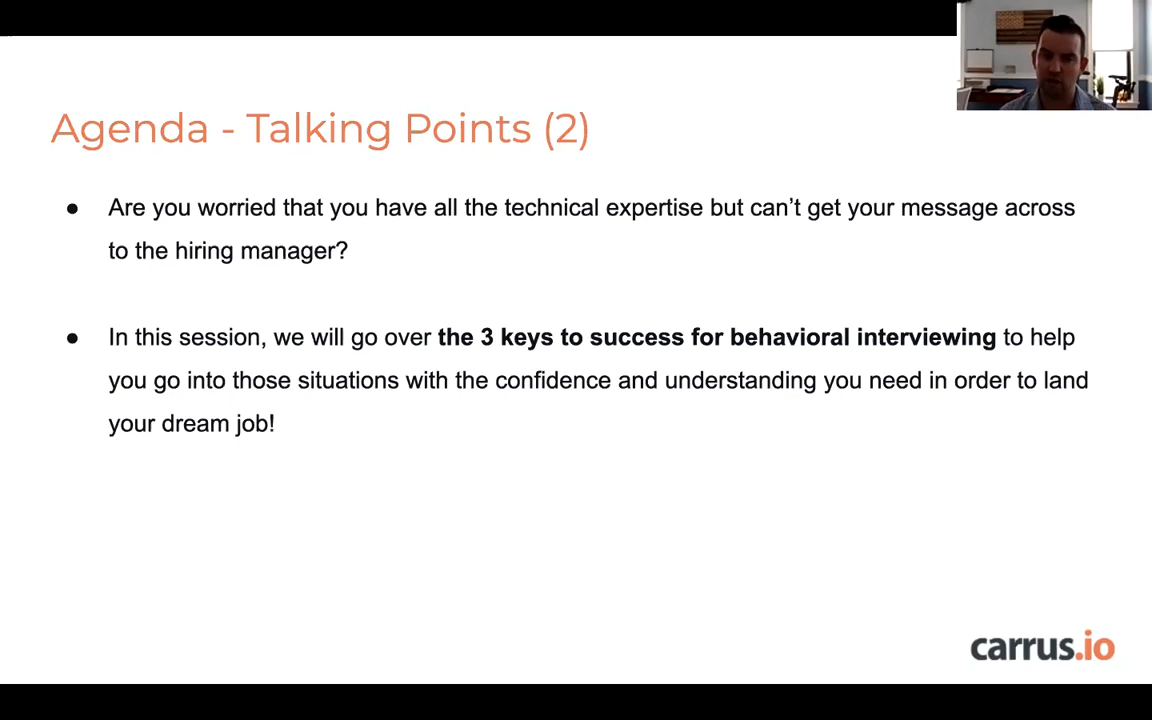 Agenda - Talking Points (2)
● Are you worried that you have all the technical expertise but can’t get your message across
to the hiring manager?
● In this session, we will go over the 3 keys to success for behavioral interviewing to help
you go into those situations with the confidence and understanding you need in order to land
your dream job!
carrus.io